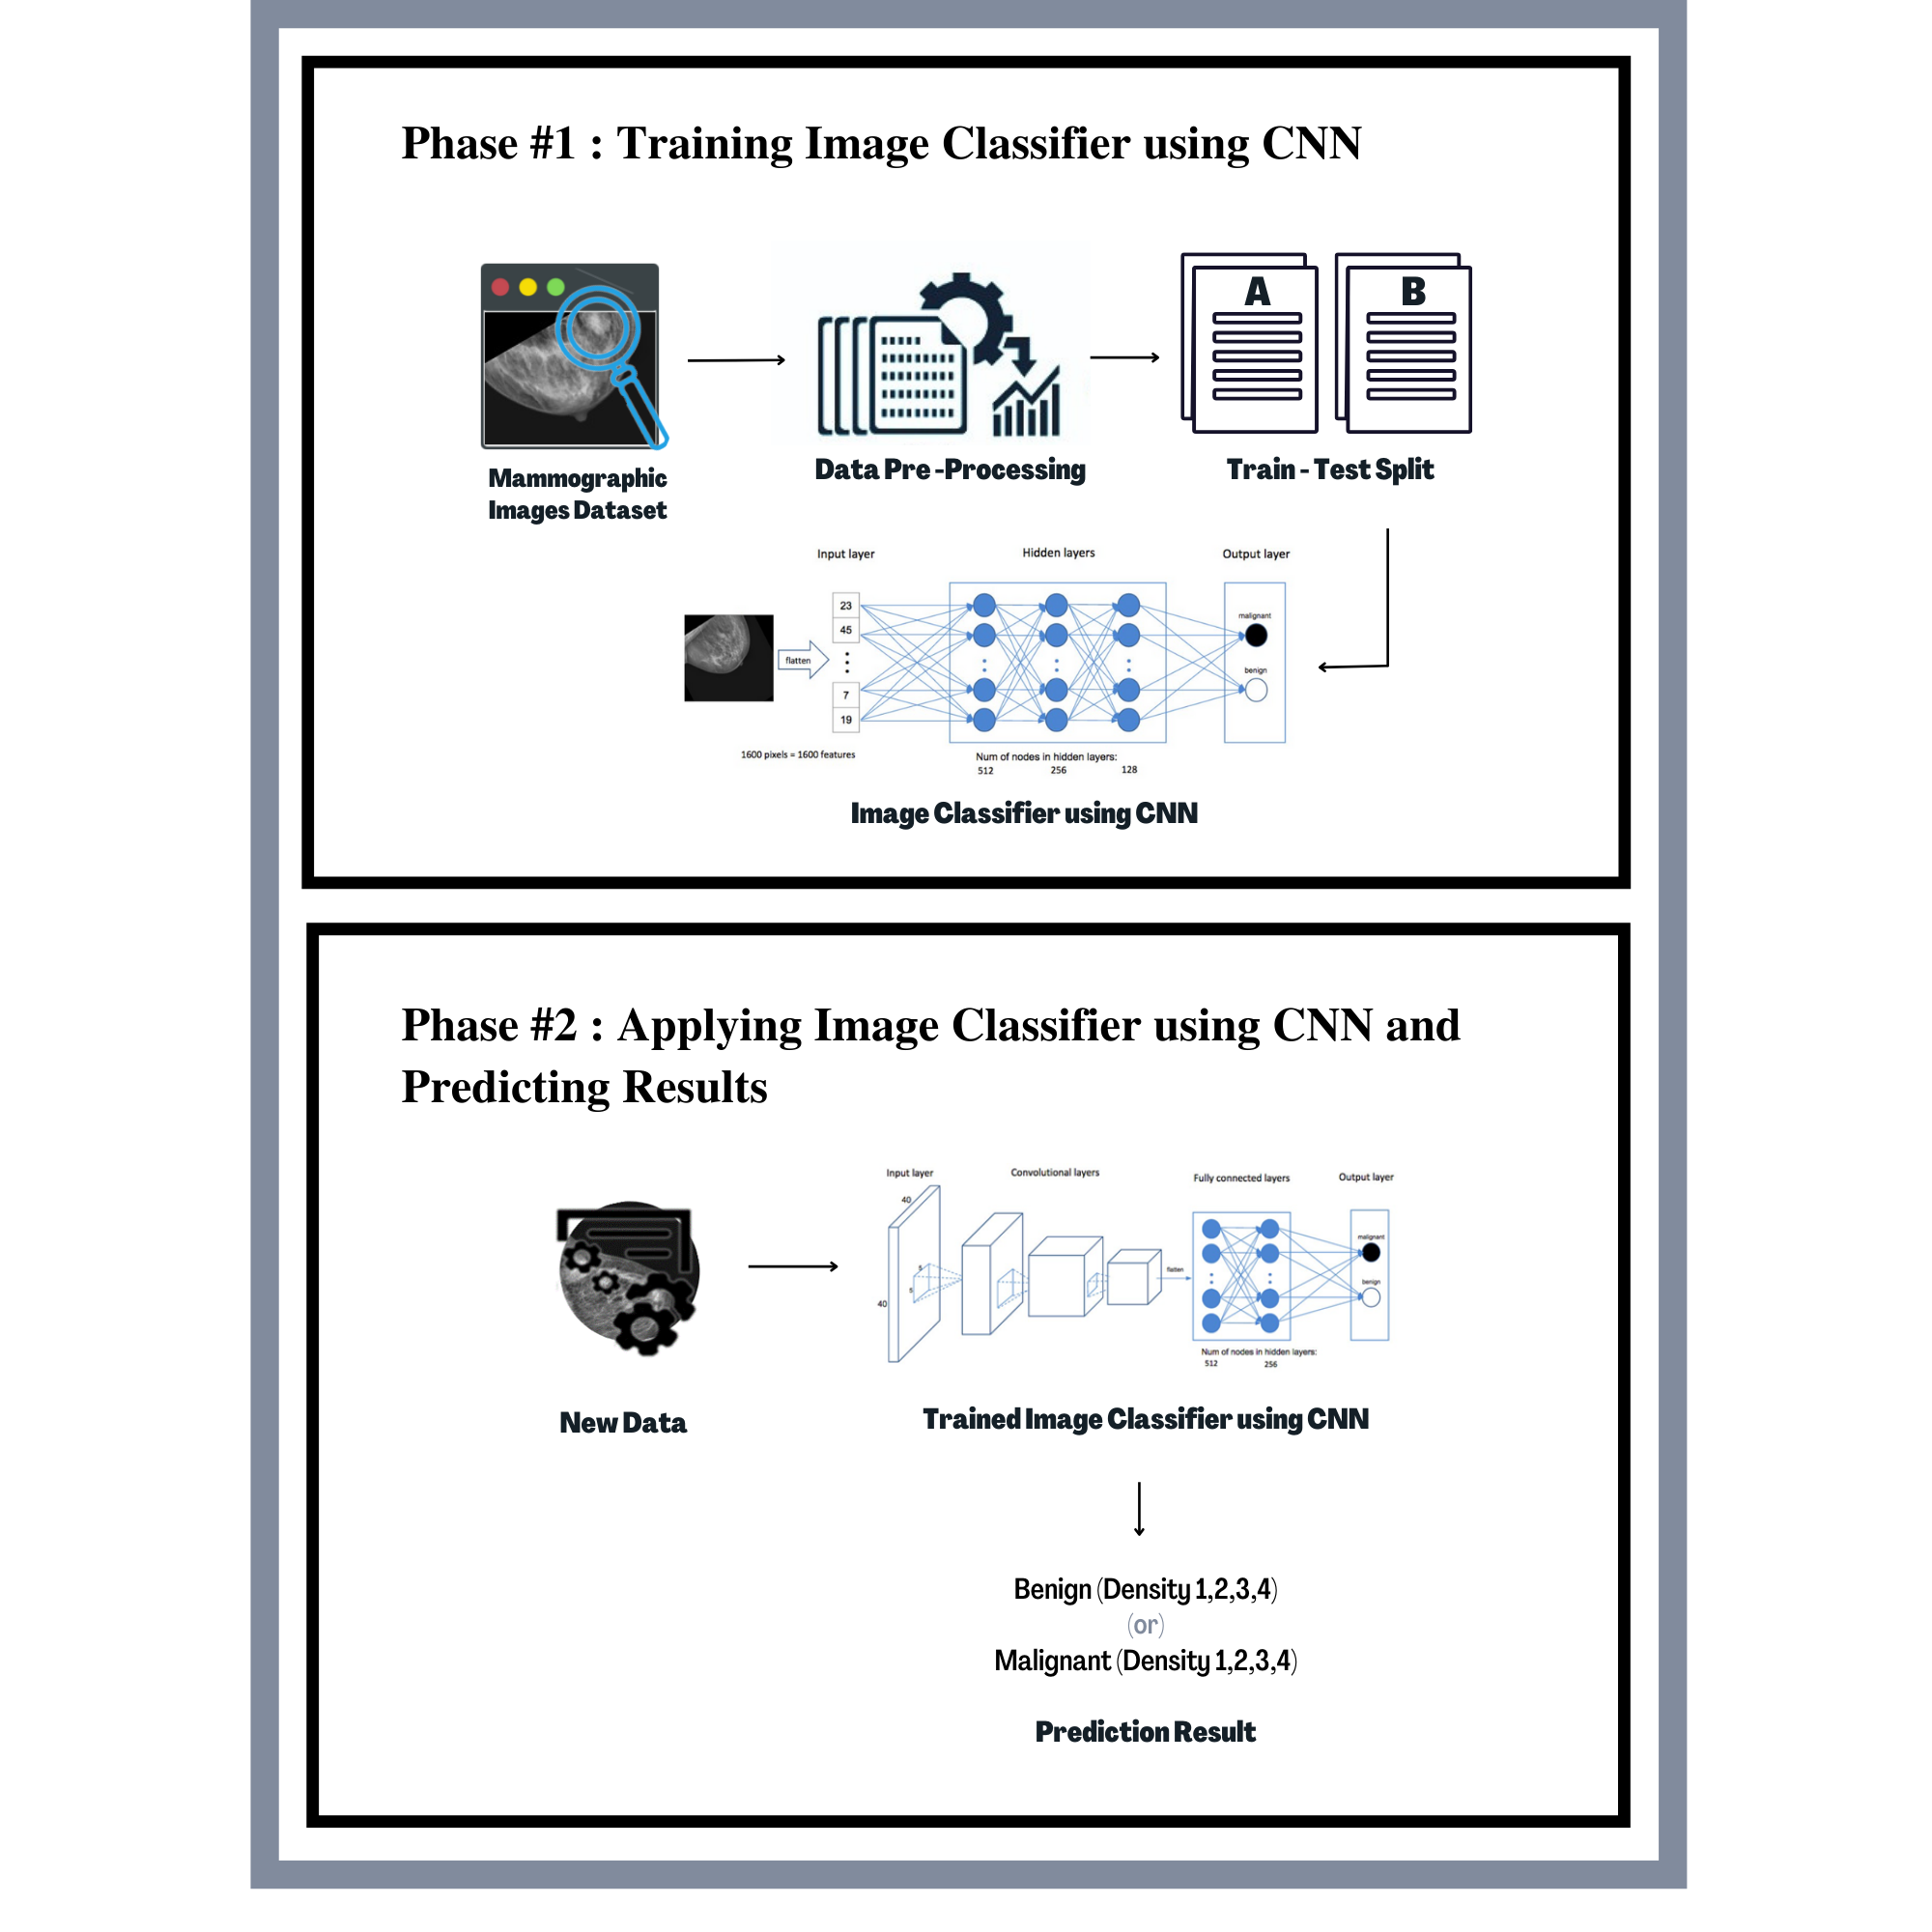 Phase #1 : Training Image Classifier using CNN
A
B
Mammographic
Images Dataset
Data Pre -Processing
Train - Test Split
Input layer
Hidden layers
Output layer
23
45
7
19
flatten
malignant
benign
1600 pixels = 1600 features
Num of nodes in hidden layers:
512 256 128
Image Classifier using CNN
Phase #2 : Applying Image Classifier using CNN and
Predicting Results
Input layer
Convolutional layers
Fully connected layers
Output layer
40
40
5
5
flatten
malignant
benign
Num of nodes in hidden layers:
512 256
New Data
Trained Image Classifier using CNN
Benign (Density 1,2,3,4)
(or)
Malignant (Density 1,2,3,4)
Prediction Result